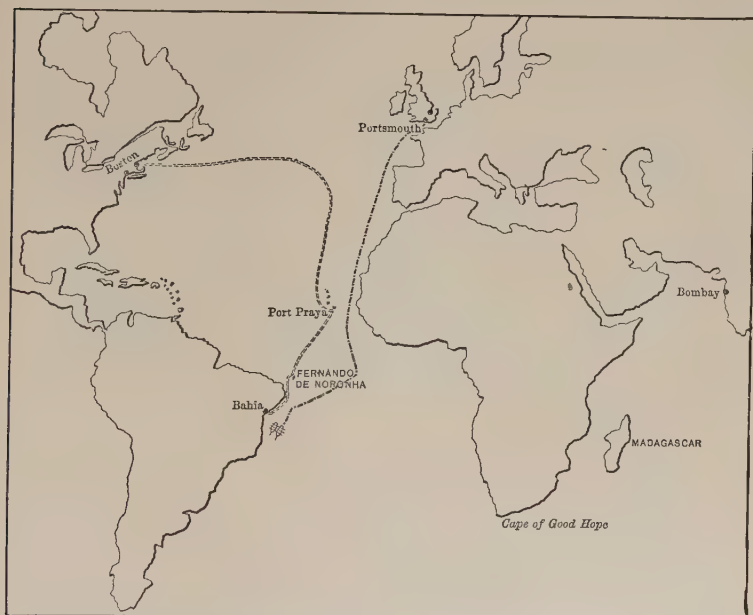 Portsmouth
Boston
Bombay
Port Praya
FERNANDO
DE NORONHA
Bahia
MADAGASCAR
Cape of Good Hope